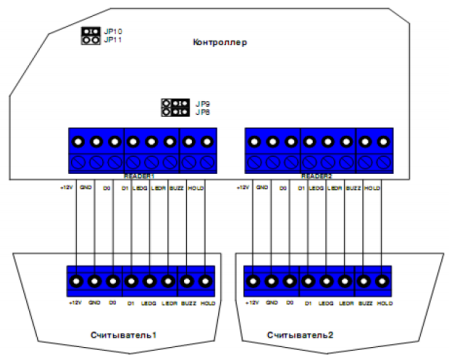 JP10
JP11
Контроллер
JP9
JP8
READER1
READER2
+12V GND D0 D1 LEDG LEDR BUZZ HOLD
+12V GND D0 D1 LEDG LEDR BUZZ HOLD
+12V GND D0 D1 LEDG LEDR BUZZ HOLD
+12V GND D0 D1 LEDG LEDR BUZZ HOLD
Считыватель1
Считыватель2